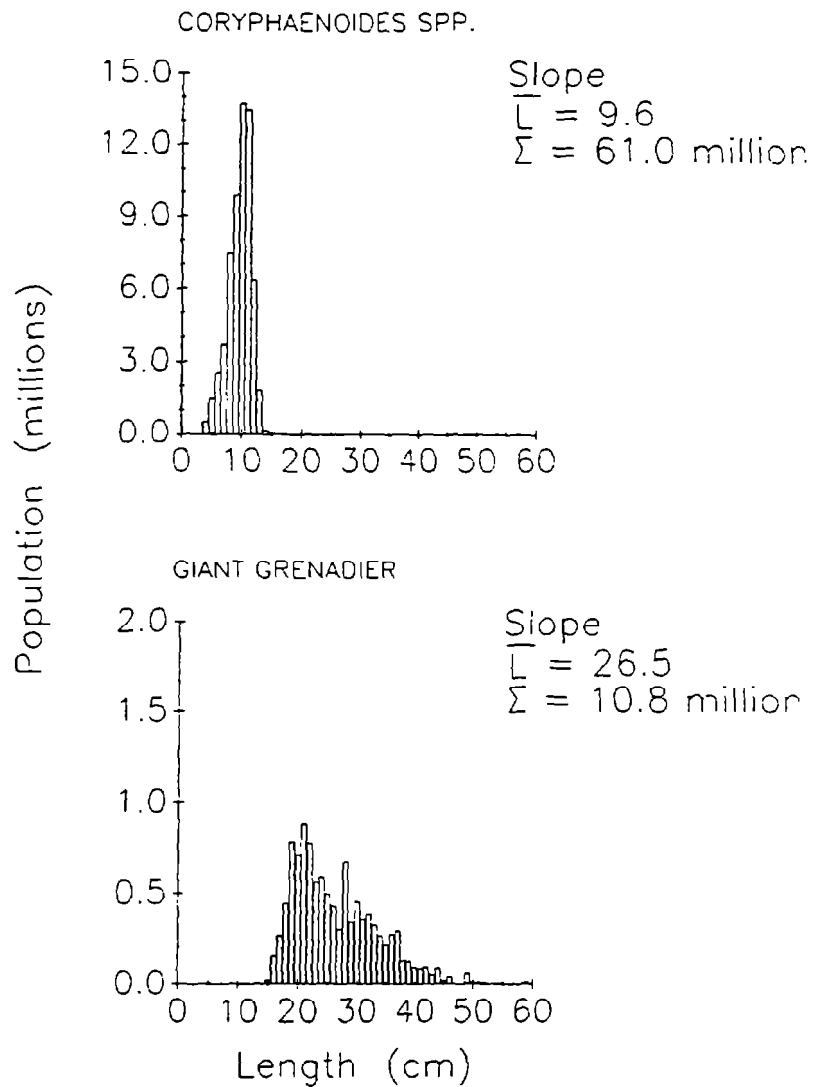 CORYPHAENOIDES SPP.
Slope
L = 9.6
Σ = 61.0 million
15.0
12.0
9.0
6.0
3.0
0.0
0 10 20 30 40 50 60
Population (millions)
GIANT GRENADIER
Slope
L = 26.5
Σ = 10.8 million
2.0
1.5
1.0
0.5
0.0
0 10 20 30 40 50 60
Length (cm)